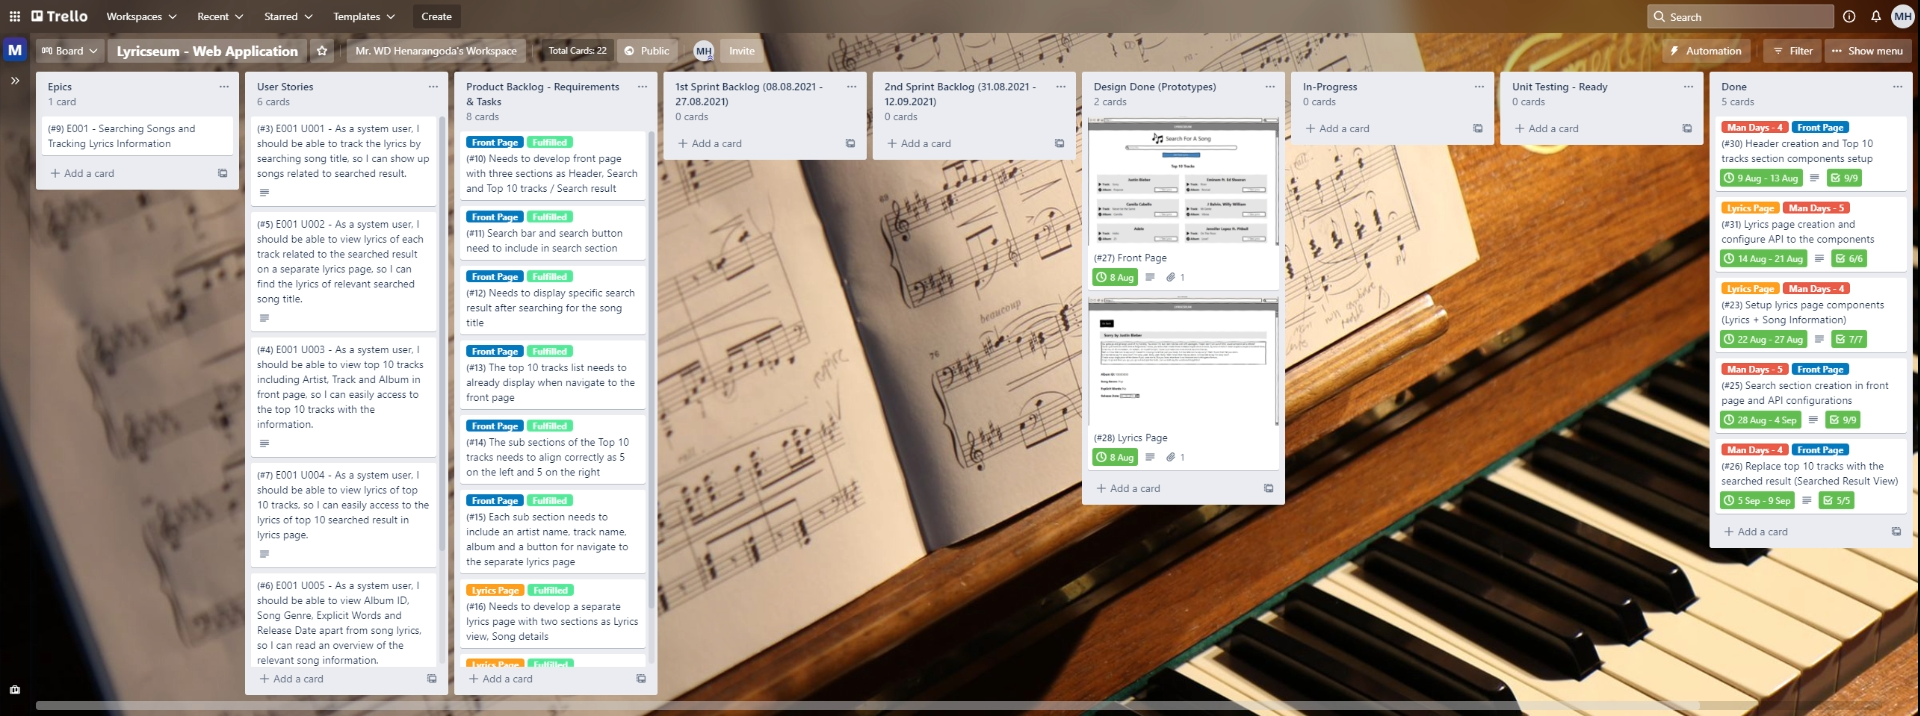 Trello Workspaces Recent Starred Templates Create Search MH
M Board Lyricseum - Web Application Mr. WD Henarangoda's Workspace Total Cards: 22 Public MH Invite Automation Filter Show menu
Epics
1 card
(#9) E001 - Searching Songs and
Tracking Lyrics Information
+ Add a card
User Stories
6 cards
(#3) E001 U001 - As a system user, I
should be able to track the lyrics by
searching song title, so I can show up
songs related to searched result.
(#5) E001 U002 - As a system user, I
should be able to view lyrics of each
track related to the searched result
on a separate lyrics page, so I can
find the lyrics of relevant searched
song title.
(#4) E001 U003 - As a system user, I
should be able to view top 10 tracks
including Artist, Track and Album in
front page, so I can easily access to
the top 10 tracks with the
information.
(#7) E001 U004 - As a system user, I
should be able to view lyrics of top
10 tracks, so I can easily access to the
lyrics of top 10 searched result in
lyrics page.
(#6) E001 U005 - As a system user, I
should be able to view Album ID,
Song Genre, Explicit Words and
Release Date apart from song lyrics,
so I can read an overview of the
relevant song information.
+ Add a card
Product Backlog - Requirements
& Tasks
8 cards
Front Page Fulfilled
(#10) Needs to develop front page
with three sections as Header, Search
and Top 10 tracks / Search result
Front Page Fulfilled
(#11) Search bar and search button
need to include in search section
Front Page Fulfilled
(#12) Needs to display specific search
result after searching for the song
title
Front Page Fulfilled
(#13) The top 10 tracks list needs to
already display when navigate to the
front page
Front Page Fulfilled
(#14) The sub sections of the Top 10
tracks needs to align correctly as 5
on the left and 5 on the right
Front Page Fulfilled
(#15) Each sub section needs to
include an artist name, track name,
album and a button for navigate to
the separate lyrics page
Lyrics Page Fulfilled
(#16) Needs to develop a separate
lyrics page with two sections as Lyrics
view, Song details
Lyrics Page Fulfilled
+ Add a card
1st Sprint Backlog (08.08.2021 -
27.08.2021)
0 cards
+ Add a card
2nd Sprint Backlog (31.08.2021 -
12.09.2021)
0 cards
+ Add a card
Design Done (Prototypes)
2 cards
Search For A Song
Top 10 Tracks
Justin Bieber
Camila Cabello
J Balvin, Willy William
Adele
(#27) Front Page
8 Aug 1
(#28) Lyrics Page
8 Aug 1
+ Add a card
In-Progress
0 cards
+ Add a card
Unit Testing - Ready
0 cards
+ Add a card
Done
5 cards
Man Days - 4 Front Page
(#30) Header creation and Top 10
tracks section components setup
9 Aug - 13 Aug 9/9
Lyrics Page Man Days - 5
(#31) Lyrics page creation and
configure API to the components
14 Aug - 21 Aug 6/6
Lyrics Page Man Days - 4
(#23) Setup lyrics page components
(Lyrics + Song Information)
22 Aug - 27 Aug 7/7
Man Days - 5 Front Page
(#25) Search section creation in front
page and API configurations
28 Aug - 4 Sep 9/9
Man Days - 4 Front Page
(#26) Replace top 10 tracks with the
searched result (Searched Result View)
5 Sep - 9 Sep 5/5
+ Add a card
beaucoup